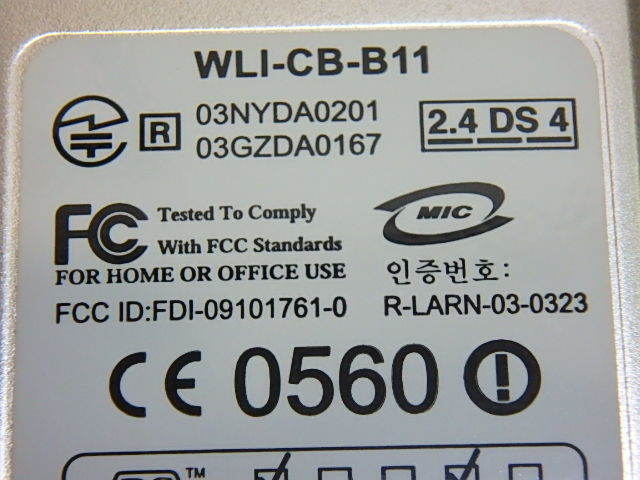 WLI-CB-B11
R 03NYDA0201
03GZDA0167
2.4 DS 4
FC Tested To Comply
With FCC Standards
FOR HOME OR OFFICE USE
FCC ID:FDI-09101761-0
MIC
인증번호:
R-LARN-03-0323
CE 0560 !
TM